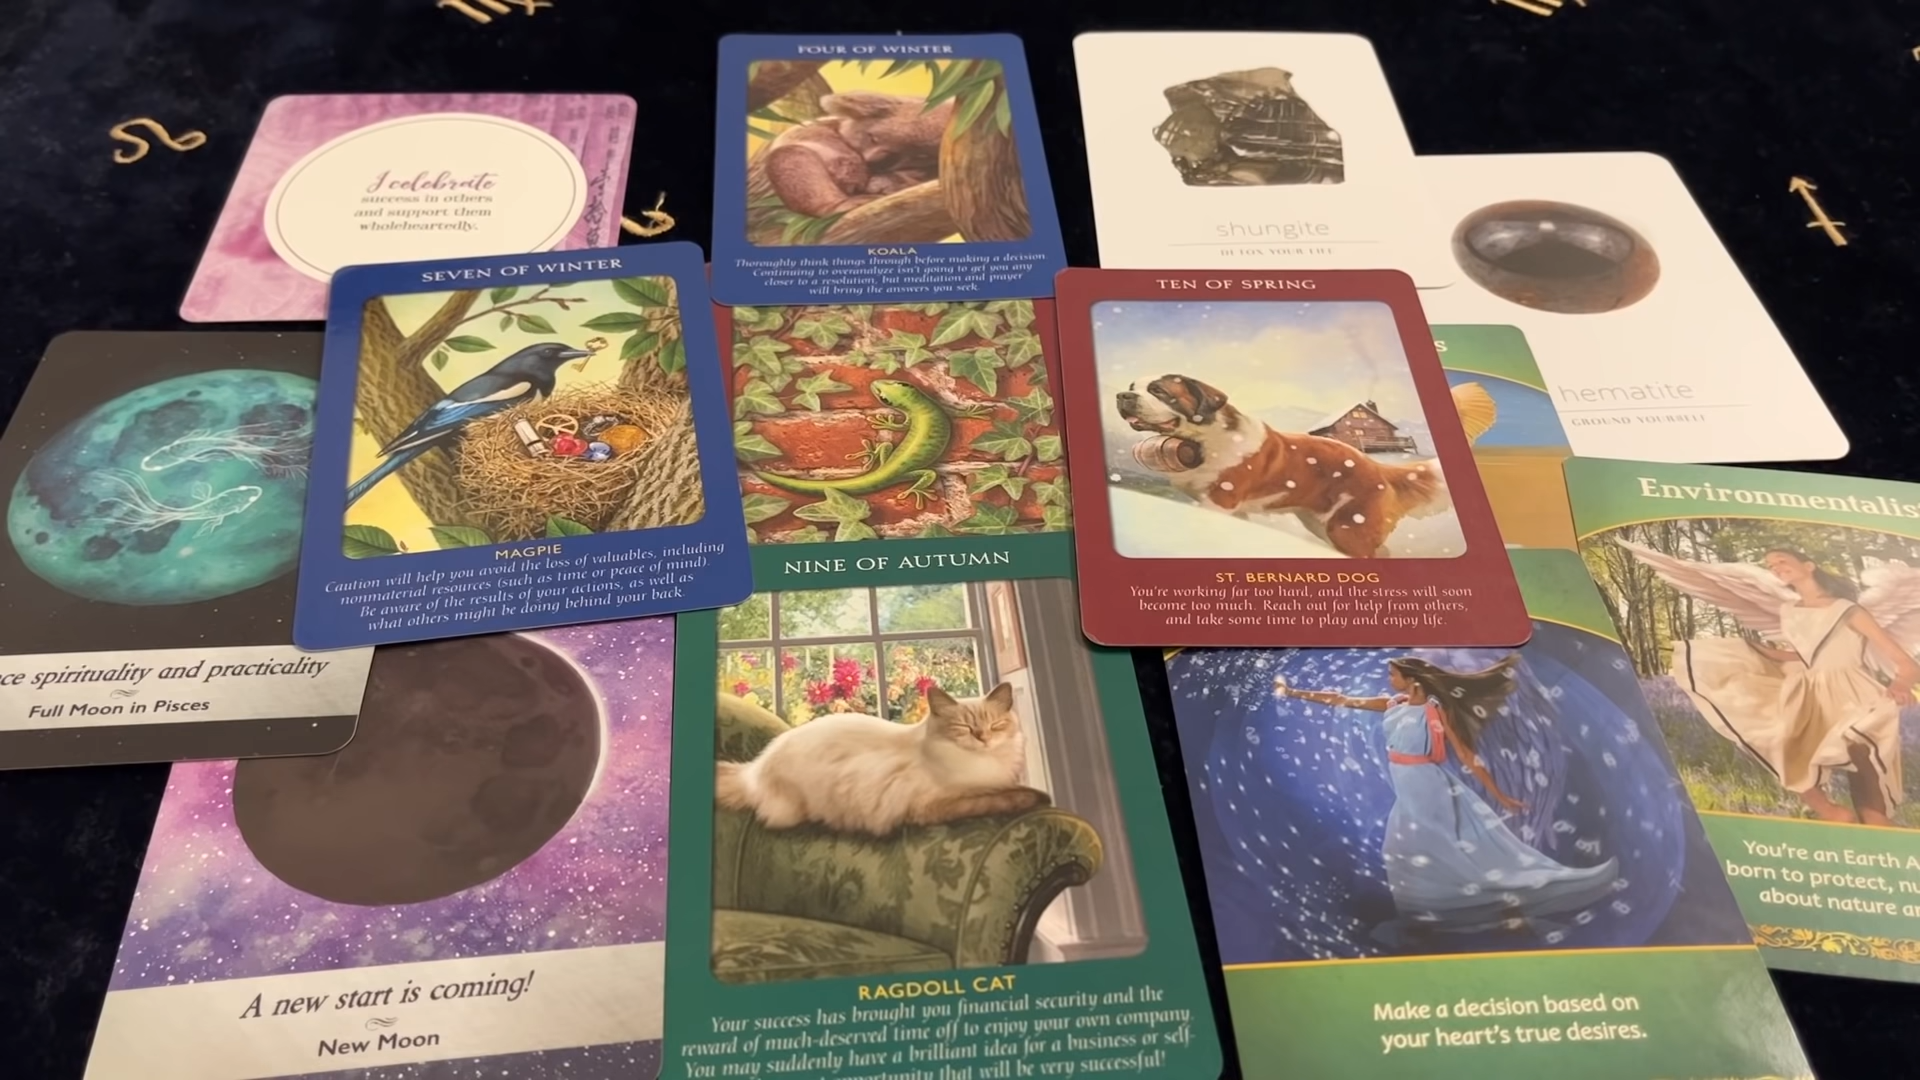 FOUR OF WINTER
KOALA
Thoroughly think things through before making a decision.
Continuing to overanalyze isn't going to get you any
closer to a resolution, but meditation and prayer
will bring the answers you seek.
I celebrate
success in others
and support them
wholeheartedly.
shungite
DETOX YOUR LIFE
hematite
GROUND YOURSELF
SEVEN OF WINTER
MAGPIE
Caution will help you avoid the loss of valuables, including
nonmaterial resources (such as time or peace of mind).
Be aware of the results of your actions, as well as
what others might be doing behind your back.
TEN OF SPRING
ST. BERNARD DOG
You're working far too hard, and the stress will soon
become too much. Reach out for help from others,
and take some time to play and enjoy life.
spirituality and practicality
Full Moon in Pisces
A new start is coming!
New Moon
NINE OF AUTUMN
RAGDOLL CAT
Your success has brought you financial security and the
reward of much-deserved time off to enjoy your own company.
You may suddenly have a brilliant idea for a business or self-
that will be very successful!
Make a decision based on
your heart's true desires.
Environmentalis
You're an Earth A
born to protect, nu
about nature an